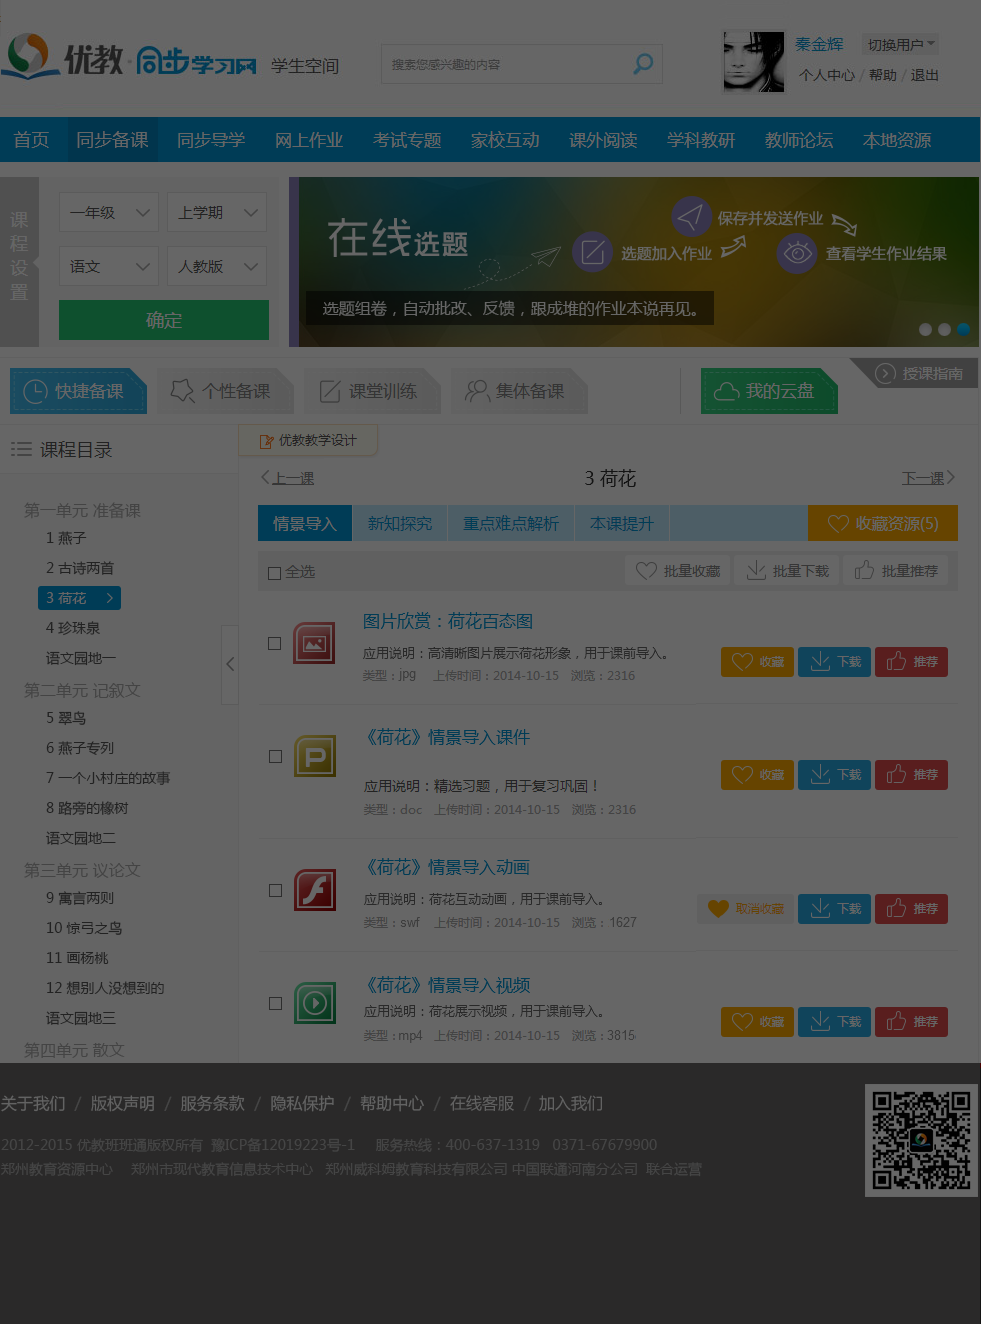 优教·同步学习网 学生空间
搜索您感兴趣的内容
秦金辉 切换用户
个人中心 / 帮助 / 退出
首页 同步备课 同步导学 网上作业 考试专题 家校互动 课外阅读 学科教研 教师论坛 本地资源
课程设置
一年级 上学期
语文 人教版
确定
在线选题
保存并发送作业
选题加入作业 查看学生作业结果
选题组卷，自动批改、反馈，跟成堆的作业本说再见。
快捷备课 个性备课 课堂训练 集体备课 我的云盘 授课指南
课程目录
第一单元 准备课
1 燕子
2 古诗两首
3 荷花
4 珍珠泉
语文园地一
第二单元 记叙文
5 翠鸟
6 燕子专列
7 一个小村庄的故事
8 路旁的橡树
语文园地二
第三单元 议论文
9 寓言两则
10 惊弓之鸟
11 画杨桃
12 想别人没想到的
语文园地三
第四单元 散文
优教教学设计
上一课 3 荷花 下一课
情景导入 新知探究 重点难点解析 本课提升 收藏资源(5)
全选 批量收藏 批量下载 批量推荐
图片欣赏：荷花百态图
应用说明：高清晰图片展示荷花形象，用于课前导入。
类型：jpg 上传时间：2014-10-15 浏览：2316
收藏 下载 推荐
《荷花》情景导入课件
应用说明：精选习题，用于复习巩固！
类型：doc 上传时间：2014-10-15 浏览：2316
收藏 下载 推荐
《荷花》情景导入动画
应用说明：荷花互动动画，用于课前导入。
类型：swf 上传时间：2014-10-15 浏览：1627
取消收藏 下载 推荐
《荷花》情景导入视频
应用说明：荷花展示视频，用于课前导入。
类型：mp4 上传时间：2014-10-15 浏览：3815
收藏 下载 推荐
关于我们 / 版权声明 / 服务条款 / 隐私保护 / 帮助中心 / 在线客服 / 加入我们
2012-2015 优教班班通版权所有 豫ICP备12019223号-1 服务热线：400-637-1319 0371-67679900
郑州教育资源中心 郑州市现代教育信息技术中心 郑州威科姆教育科技有限公司 中国联通河南分公司 联合运营